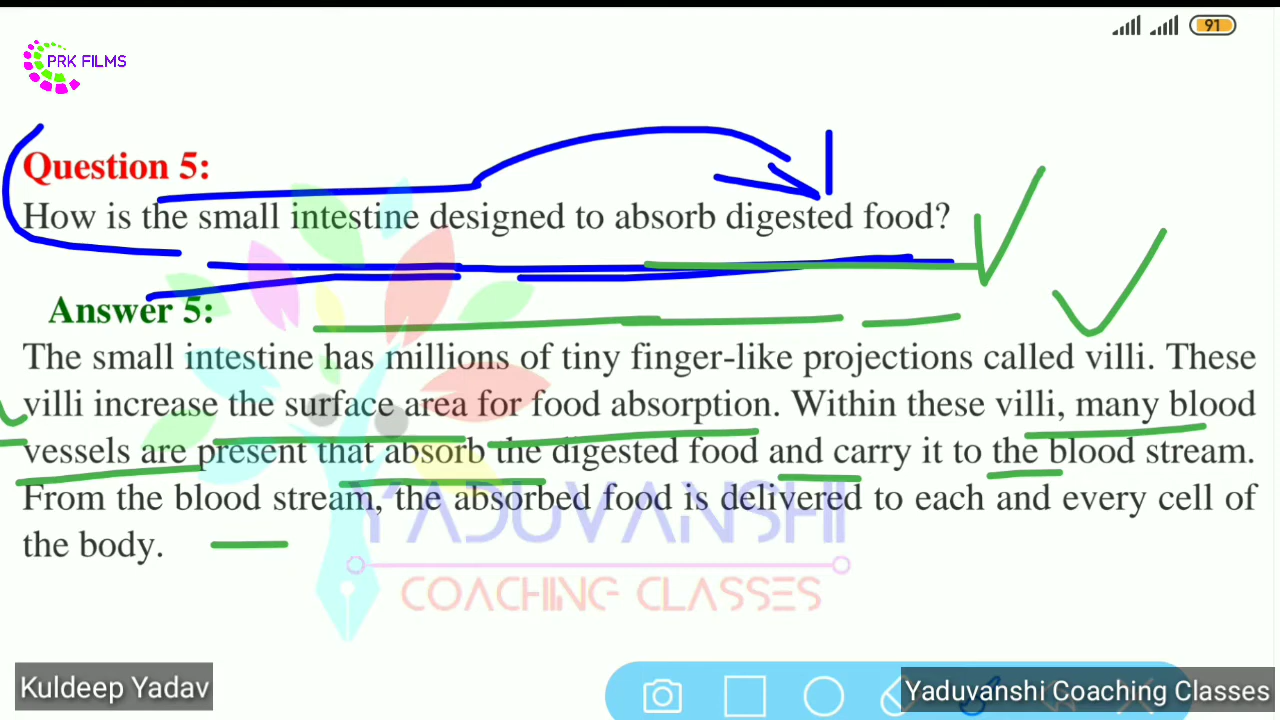 91
PRK FILMS
Question 5:
How is the small intestine designed to absorb digested food?
Answer 5:
The small intestine has millions of tiny finger-like projections called villi. These
villi increase the surface area for food absorption. Within these villi, many blood
vessels are present that absorb the digested food and carry it to the blood stream.
From the blood stream, the absorbed food is delivered to each and every cell of
the body.
YADUVANSHI
COACHING CLASSES
Kuldeep Yadav
Yaduvanshi Coaching Classes